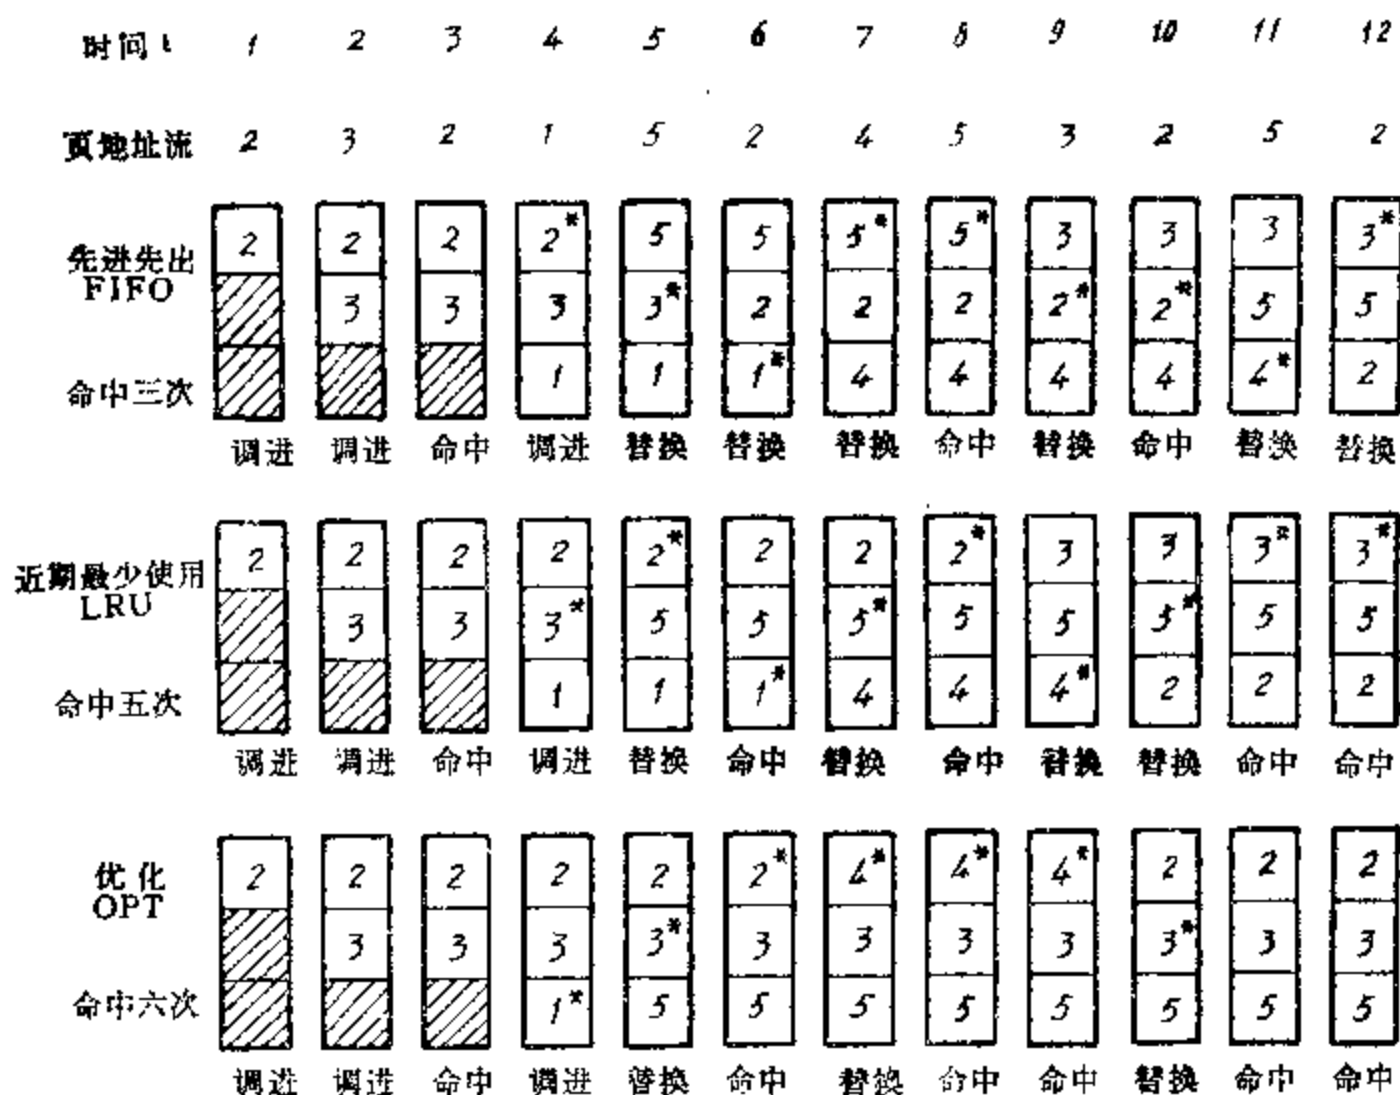 时间 t 1 2 3 4 5 6 7 8 9 10 11 12
页地址流 2 3 2 1 5 2 4 5 3 2 5 2
先进先出 2 2 2 2* 5 5 5* 5* 3 3 3 3*
FIFO 3 3 3 3* 2 2 2 2* 2* 5 5
命中三次 1 1 1* 4 4 4 4 4* 2
调进 调进 命中 调进 替换 替换 替换 命中 替换 命中 替换 替换
近期最少使用 2 2 2 2 2* 2 2 2* 3 3 3* 3*
LRU 3 3 3* 5 5 5* 5 5 5* 5 5
命中五次 1 1 1* 4 4 4* 2 2 2
调进 调进 命中 调进 替换 命中 替换 命中 替换 替换 命中 命中
优化 2 2 2 2 2 2* 4* 4* 4* 2 2 2
OPT 3 3 3 3* 3 3 3 3 3* 3 3
命中六次 1* 5 5 5 5 5 5 5 5
调进 调进 命中 调进 替换 命中 替换 命中 命中 替换 命中 命中